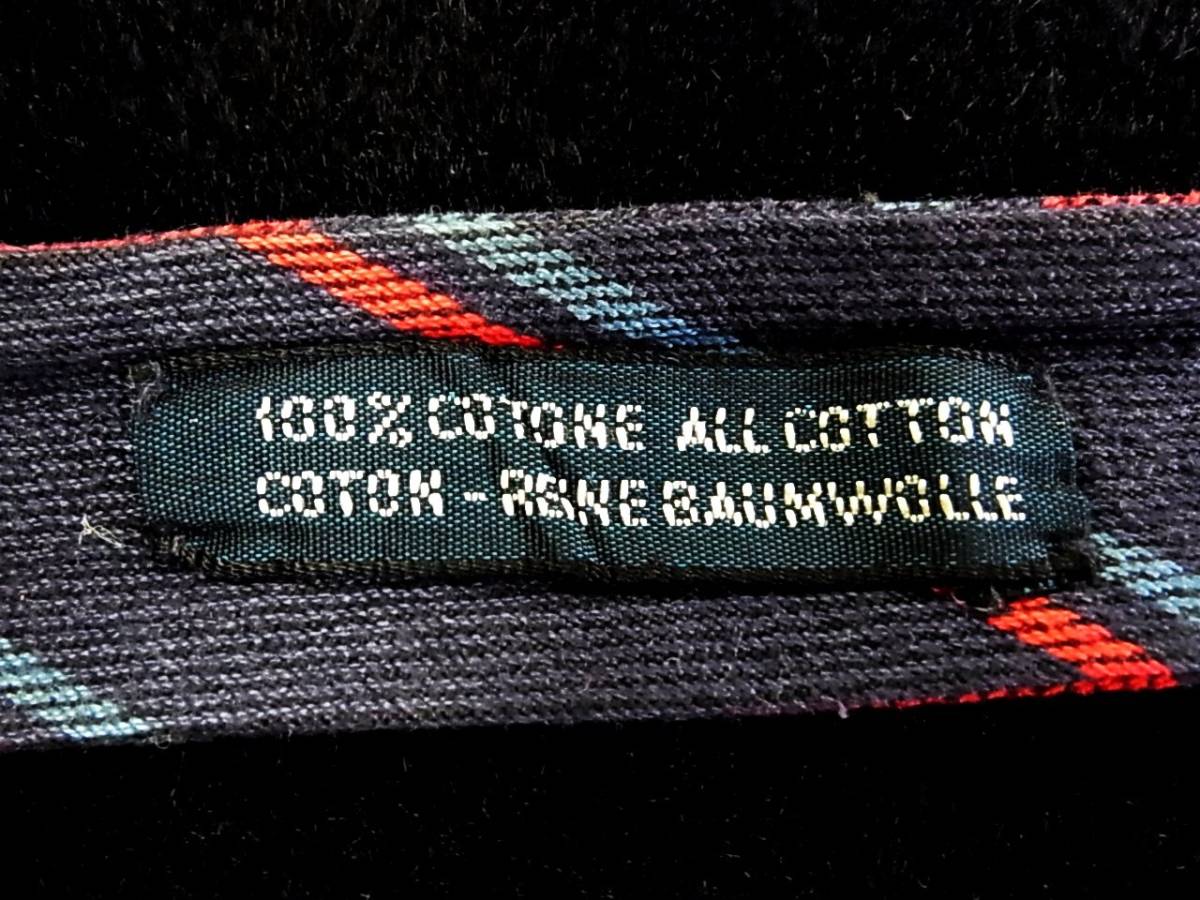 100% COTONE ALL COTTON
COTON - REINE BAUMWOLLE